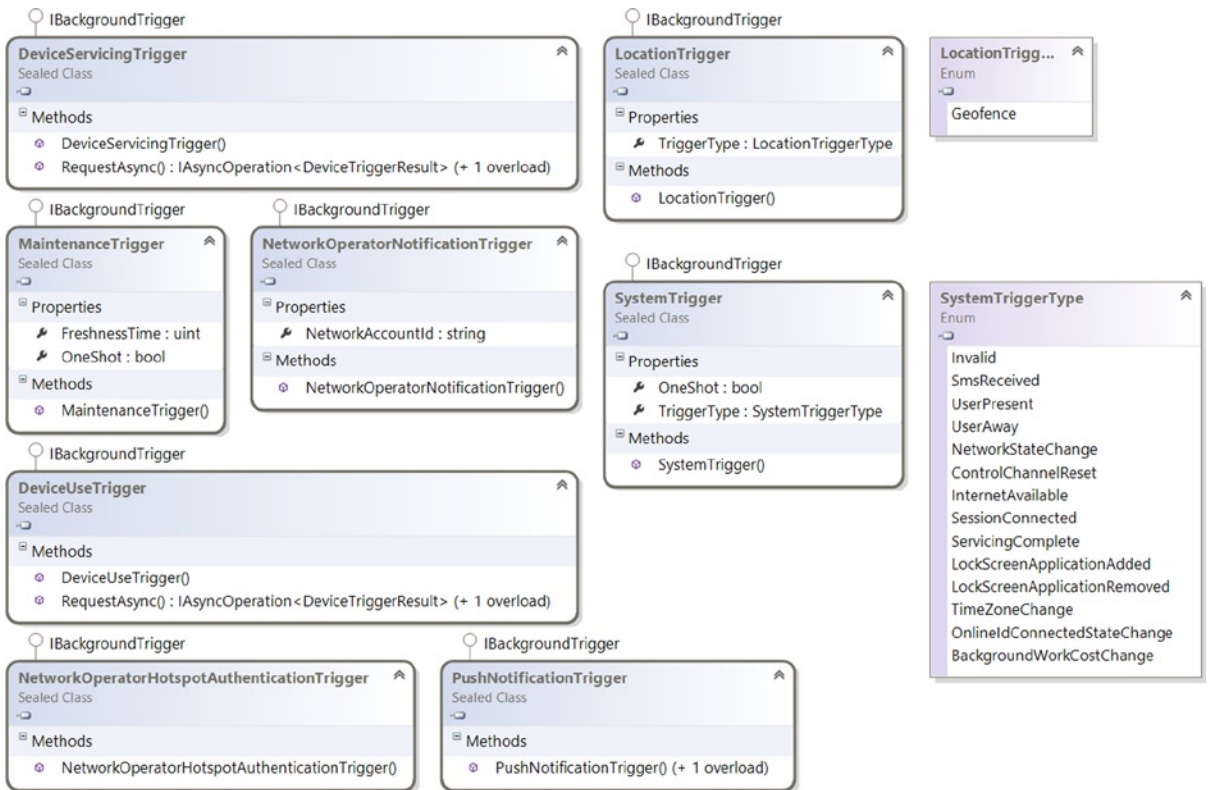 IBackgroundTrigger
DeviceServicingTrigger
Sealed Class
Methods
DeviceServicingTrigger()
RequestAsync() : IAsyncOperation<DeviceTriggerResult> (+ 1 overload)
IBackgroundTrigger
LocationTrigger
Sealed Class
Properties
TriggerType : LocationTriggerType
Methods
LocationTrigger()
LocationTrigg...
Enum
Geofence
IBackgroundTrigger
MaintenanceTrigger
Sealed Class
Properties
FreshnessTime : uint
OneShot : bool
Methods
MaintenanceTrigger()
IBackgroundTrigger
NetworkOperatorNotificationTrigger
Sealed Class
Properties
NetworkAccountId : string
Methods
NetworkOperatorNotificationTrigger()
IBackgroundTrigger
SystemTrigger
Sealed Class
Properties
OneShot : bool
TriggerType : SystemTriggerType
Methods
SystemTrigger()
SystemTriggerType
Enum
Invalid
SmsReceived
UserPresent
UserAway
NetworkStateChange
ControlChannelReset
InternetAvailable
SessionConnected
ServicingComplete
LockScreenApplicationAdded
LockScreenApplicationRemoved
TimeZoneChange
OnlineIdConnectedStateChange
BackgroundWorkCostChange
IBackgroundTrigger
DeviceUseTrigger
Sealed Class
Methods
DeviceUseTrigger()
RequestAsync() : IAsyncOperation<DeviceTriggerResult> (+ 1 overload)
IBackgroundTrigger
NetworkOperatorHotspotAuthenticationTrigger
Sealed Class
Methods
NetworkOperatorHotspotAuthenticationTrigger()
IBackgroundTrigger
PushNotificationTrigger
Sealed Class
Methods
PushNotificationTrigger() (+ 1 overload)